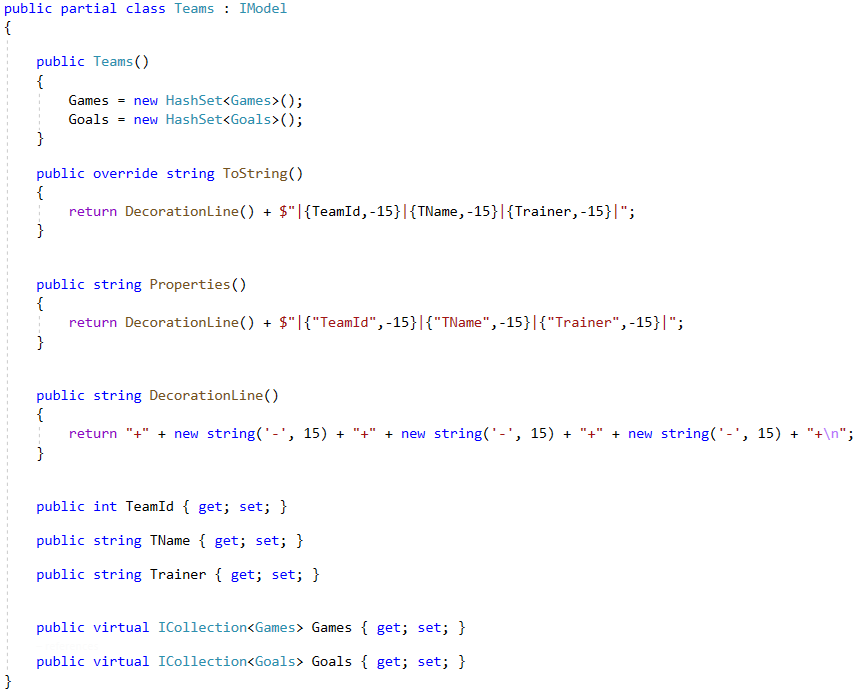 public partial class Teams : IModel
{
public Teams()
{
Games = new HashSet<Games>();
Goals = new HashSet<Goals>();
}
public override string ToString()
{
return DecorationLine() + $"|{TeamId,-15}|{TName,-15}|{Trainer,-15}|";
}
public string Properties()
{
return DecorationLine() + $"|{"TeamId",-15}|{"TName",-15}|{"Trainer",-15}|";
}
public string DecorationLine()
{
return "+" + new string('-', 15) + "+" + new string('-', 15) + "+" + new string('-', 15) + "+\n";
}
public int TeamId { get; set; }
public string TName { get; set; }
public string Trainer { get; set; }
public virtual ICollection<Games> Games { get; set; }
public virtual ICollection<Goals> Goals { get; set; }
}